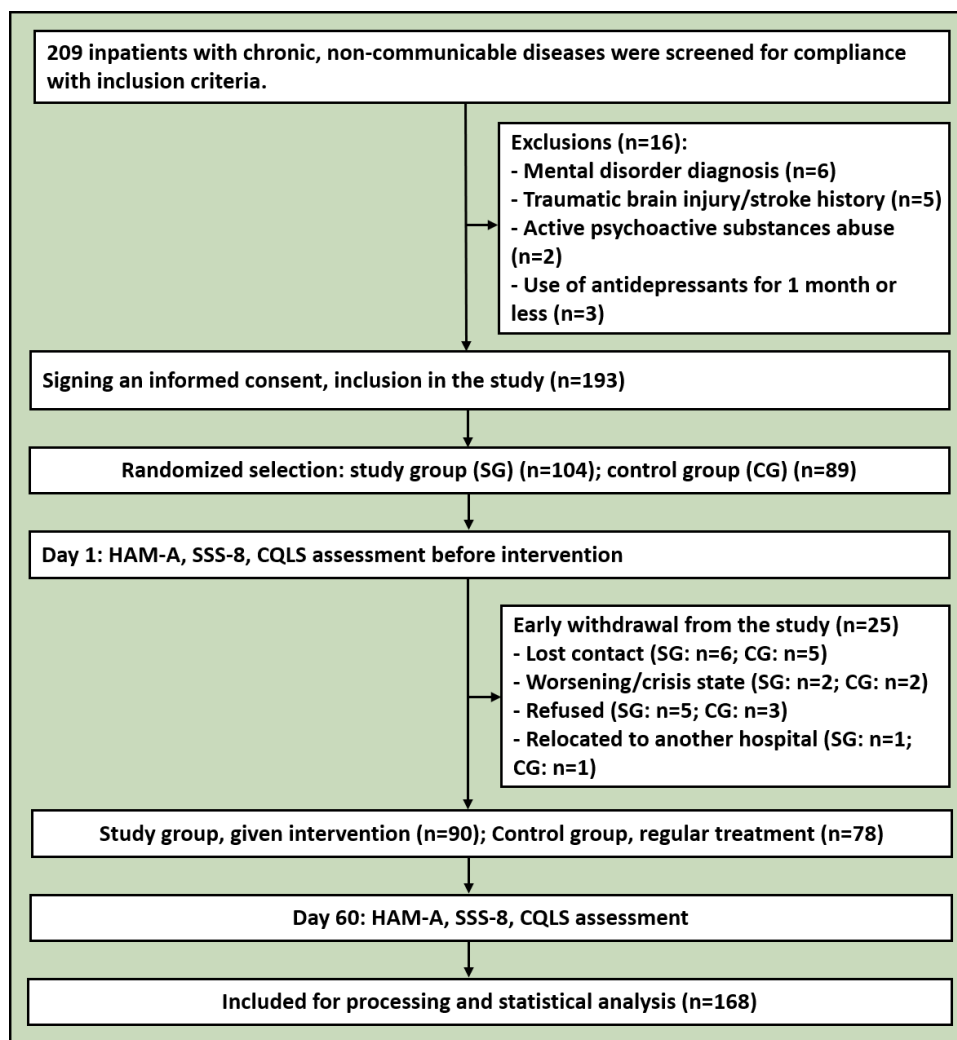 209 inpatients with chronic, non-communicable diseases were screened for compliance
with inclusion criteria.
Exclusions (n=16):
- Mental disorder diagnosis (n=6)
- Traumatic brain injury/stroke history (n=5)
- Active psychoactive substances abuse
(n=2)
- Use of antidepressants for 1 month or
less (n=3)
Signing an informed consent, inclusion in the study (n=193)
Randomized selection: study group (SG) (n=104); control group (CG) (n=89)
Day 1: HAM-A, SSS-8, CQLS assessment before intervention
Early withdrawal from the study (n=25)
- Lost contact (SG: n=6; CG: n=5)
- Worsening/crisis state (SG: n=2; CG: n=2)
- Refused (SG: n=5; CG: n=3)
- Relocated to another hospital (SG: n=1;
CG: n=1)
Study group, given intervention (n=90); Control group, regular treatment (n=78)
Day 60: HAM-A, SSS-8, CQLS assessment
Included for processing and statistical analysis (n=168)